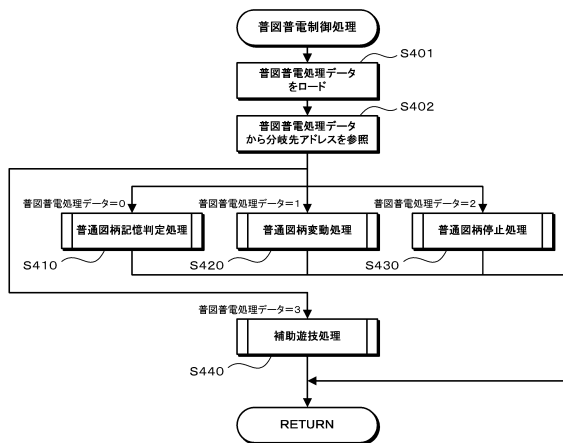 普図普電制御処理
S401
普図普電処理データ
をロード
S402
普図普電処理データ
から分岐先アドレスを参照
普図普電処理データ=0
普図普電処理データ=1
普図普電処理データ=2
普通図柄記憶判定処理
普通図柄変動処理
普通図柄停止処理
S410
S420
S430
普図普電処理データ=3
補助遊技処理
S440
RETURN